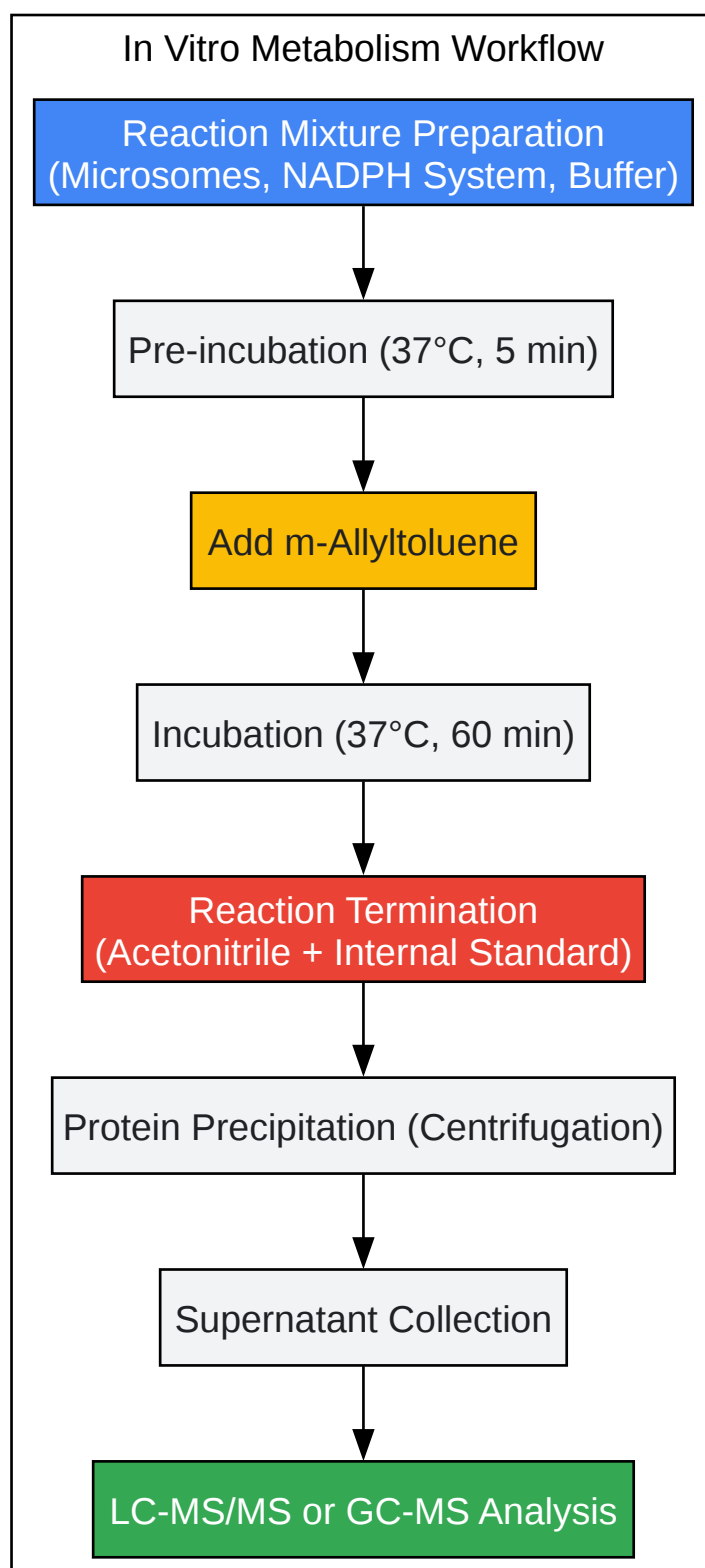 In Vitro Metabolism Workflow
Reaction Mixture Preparation
(Microsomes, NADPH System, Buffer)
Pre-incubation (37°C, 5 min)
Add m-Allyltoluene
Incubation (37°C, 60 min)
Reaction Termination
(Acetonitrile + Internal Standard)
Protein Precipitation (Centrifugation)
Supernatant Collection
LC-MS/MS or GC-MS Analysis